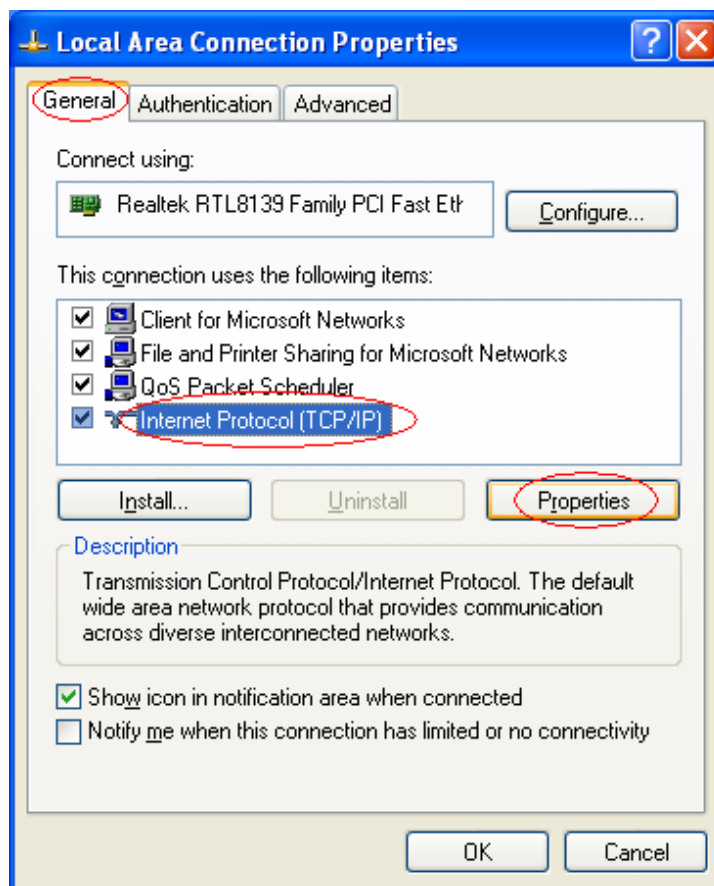 Local Area Connection Properties
General Authentication Advanced
Connect using:
Realtek RTL8139 Family PCI Fast Eth
Configure...
This connection uses the following items:
Client for Microsoft Networks
File and Printer Sharing for Microsoft Networks
QoS Packet Scheduler
Internet Protocol (TCP/IP)
Install... Uninstall Properties
Description
Transmission Control Protocol/Internet Protocol. The default
wide area network protocol that provides communication
across diverse interconnected networks.
Show icon in notification area when connected
Notify me when this connection has limited or no connectivity
OK Cancel